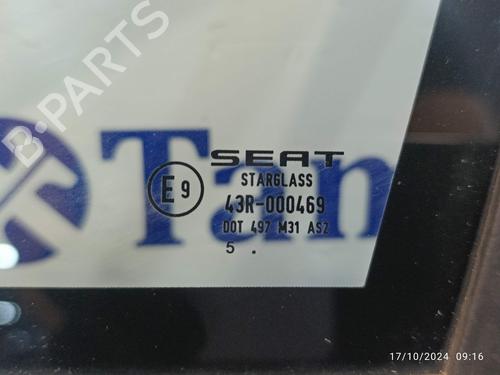 B-PARTS
Tan
SEAT
E9
STARGLASS
43R-000469
DOT 497 M31 AS2
5 .
17/10/2024 09:16